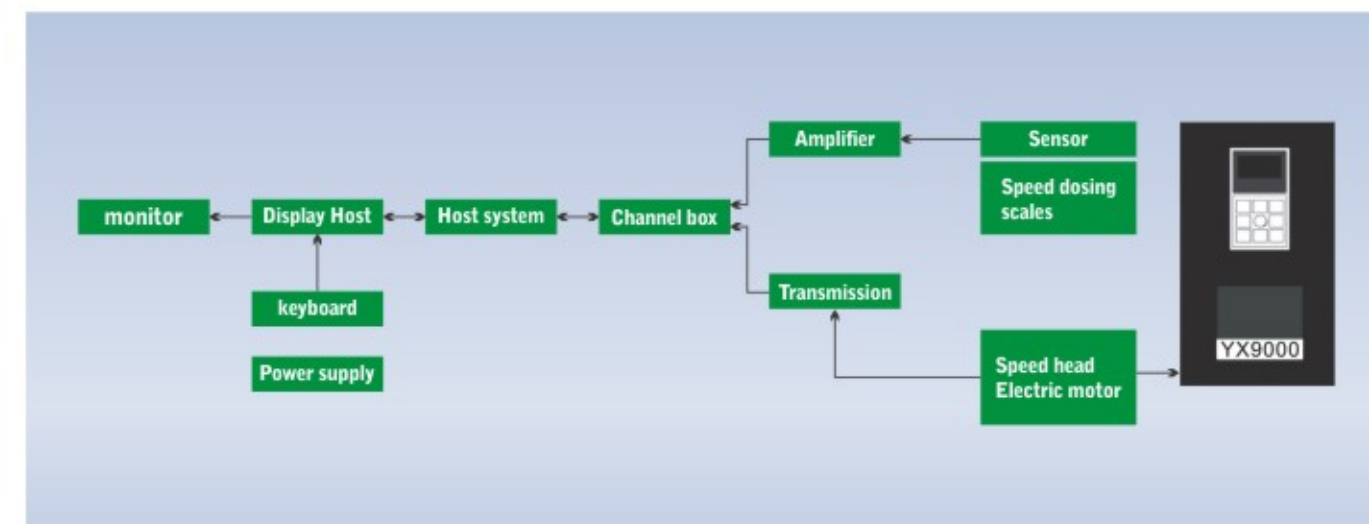 Amplifier
Sensor
Speed dosing
scales
monitor
Display Host
Host system
Channel box
keyboard
Transmission
Power supply
Speed head
Electric motor
YX9000